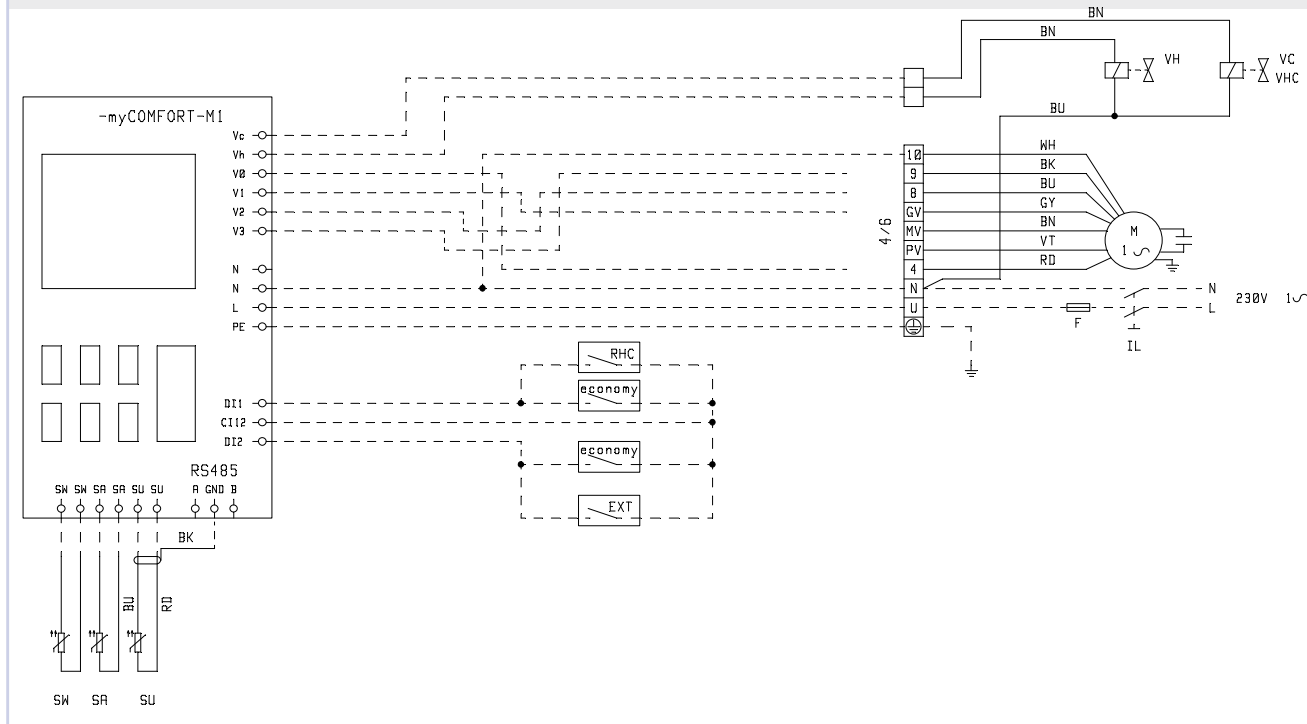 BN
BN
VH
VC
VHC
BU
-myCOMFORT-M1
Vc
Vh
V0
V1
V2
V3
N
N
L
PE
4/6
10
9
8
GV
MV
PV
4
N
U
WH
BK
BU
GY
BN
VT
RD
M
1
N
L
230V 1
F
IL
RHC
economy
economy
EXT
DI1
CI12
DI2
RS485
SW SW SA SA SU SU A GND B
BK
BU
RD
SW SA SU